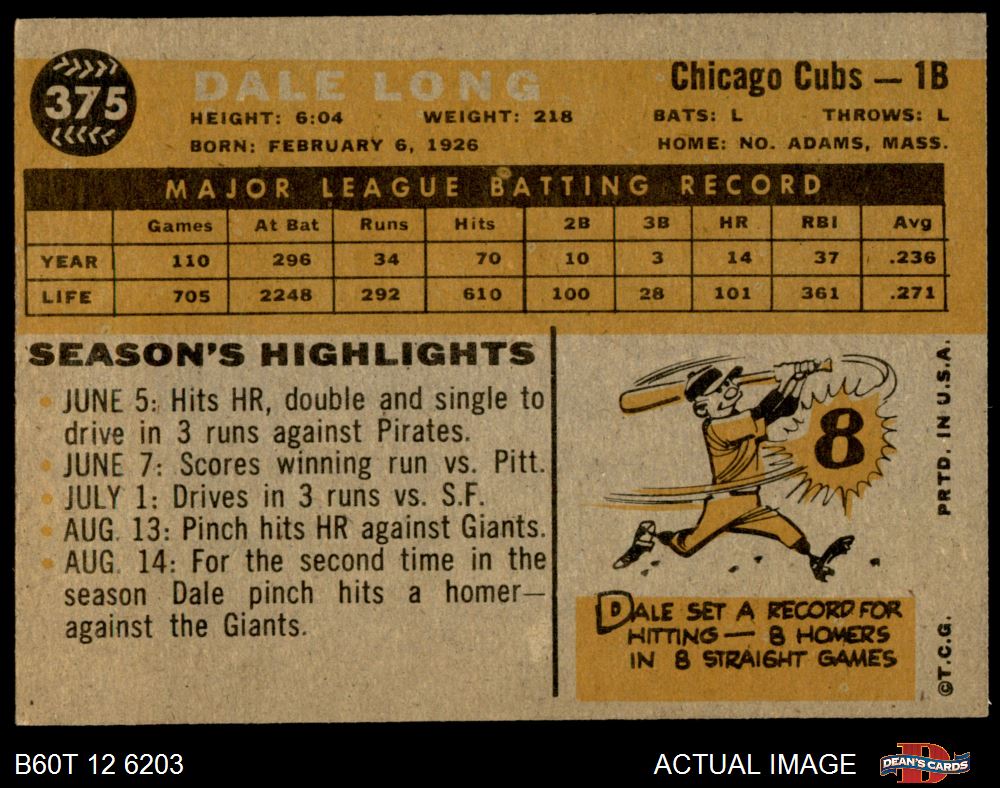 375
DALE LONG
Chicago Cubs — 1B
HEIGHT: 6:04 WEIGHT: 218 BATS: L THROWS: L
BORN: FEBRUARY 6, 1926 HOME: NO. ADAMS, MASS.
MAJOR LEAGUE BATTING RECORD
Games At Bat Runs Hits 2B 3B HR RBI Avg
YEAR 110 296 34 70 10 3 14 37 .236
LIFE 705 2248 292 610 100 28 101 361 .271
SEASON'S HIGHLIGHTS
JUNE 5: Hits HR, double and single to
drive in 3 runs against Pirates.
JUNE 7: Scores winning run vs. Pitt.
JULY 1: Drives in 3 runs vs. S.F.
AUG. 13: Pinch hits HR against Giants.
AUG. 14: For the second time in the
season Dale pinch hits a homer—
against the Giants.
8
DALE SET A RECORD FOR
HITTING — 8 HOMERS
IN 8 STRAIGHT GAMES
©T.C.G. PRTD. IN U.S.A.
B60T 12 6203
ACTUAL IMAGE
D
DEAN'S CARDS